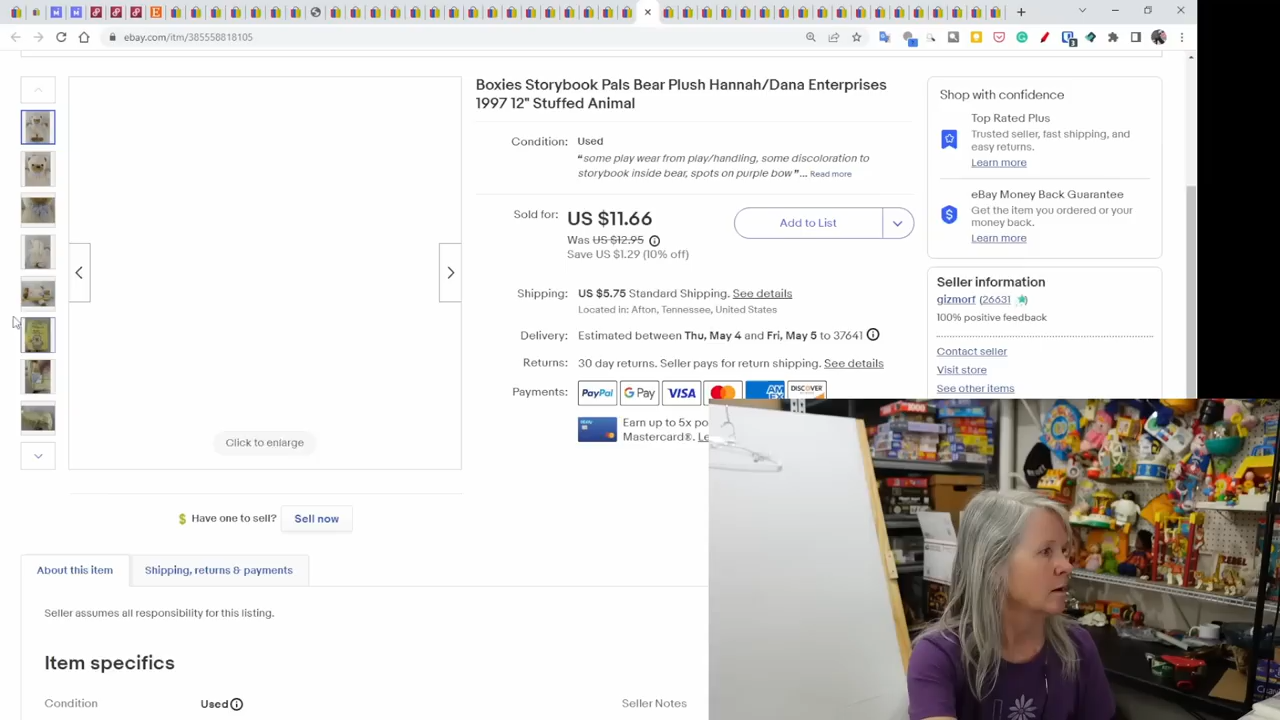 ebay.com/itm/385558818105
Boxies Storybook Pals Bear Plush Hannah/Dana Enterprises
1997 12" Stuffed Animal
Condition: Used
"some play wear from play/handling, some discoloration to
storybook inside bear, spots on purple bow" ... Read more
Sold for: US $11.66
Add to List
Was US $12.95
Save US $1.29 (10% off)
Shipping: US $5.75 Standard Shipping. See details
Located in: Afton, Tennessee, United States
Delivery: Estimated between Thu, May 4 and Fri, May 5 to 37641
Returns: 30 day returns. Seller pays for return shipping. See details
Payments: PayPal G Pay VISA AM EX DISCOVER
Earn up to 5x po
Mastercard®. Le
Click to enlarge
Have one to sell? Sell now
About this item
Shipping, returns & payments
Seller assumes all responsibility for this listing.
Item specifics
Condition
Used
Seller Notes
Shop with confidence
Top Rated Plus
Trusted seller, fast shipping, and
easy returns.
Learn more
eBay Money Back Guarantee
Get the item you ordered or your
money back.
Learn more
Seller information
gizmorf (26631)
100% positive feedback
Contact seller
Visit store
See other items